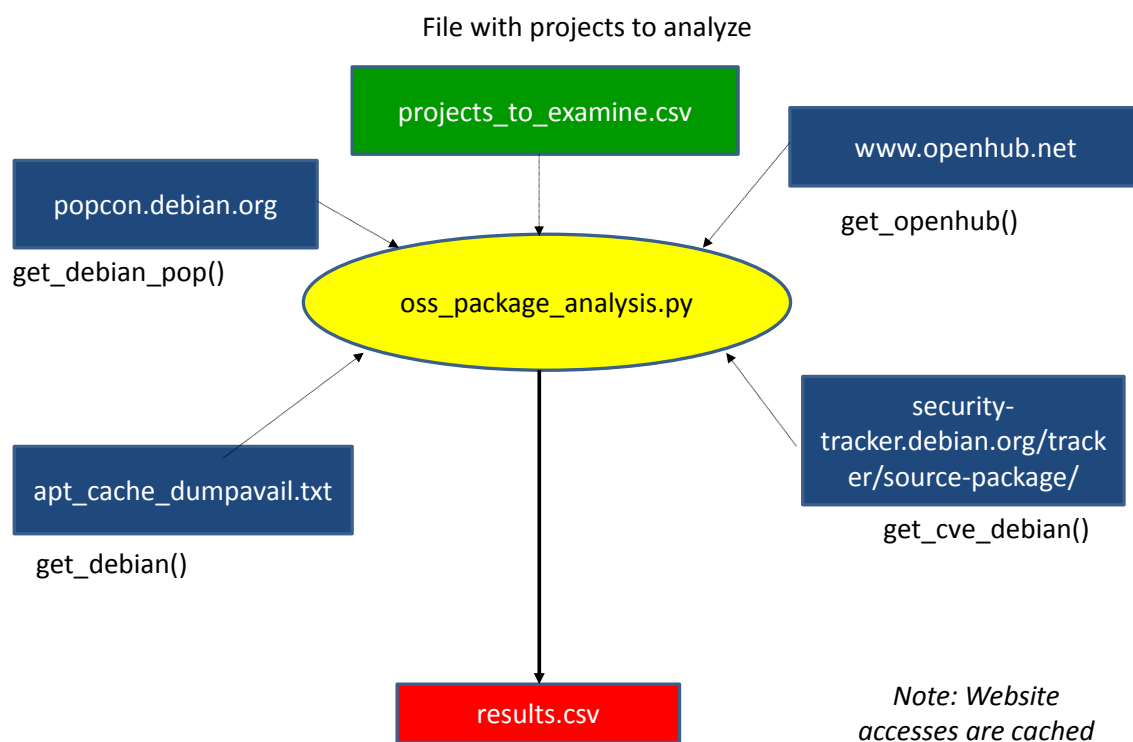 File with projects to analyze
projects_to_examine.csv
www.openhub.net
get_openhub()
popcon.debian.org
get_debian_pop()
oss_package_analysis.py
security-
tracker.debian.org/track
er/source-package/
get_cve_debian()
apt_cache_dumpavail.txt
get_debian()
results.csv
Note: Website
accesses are cached